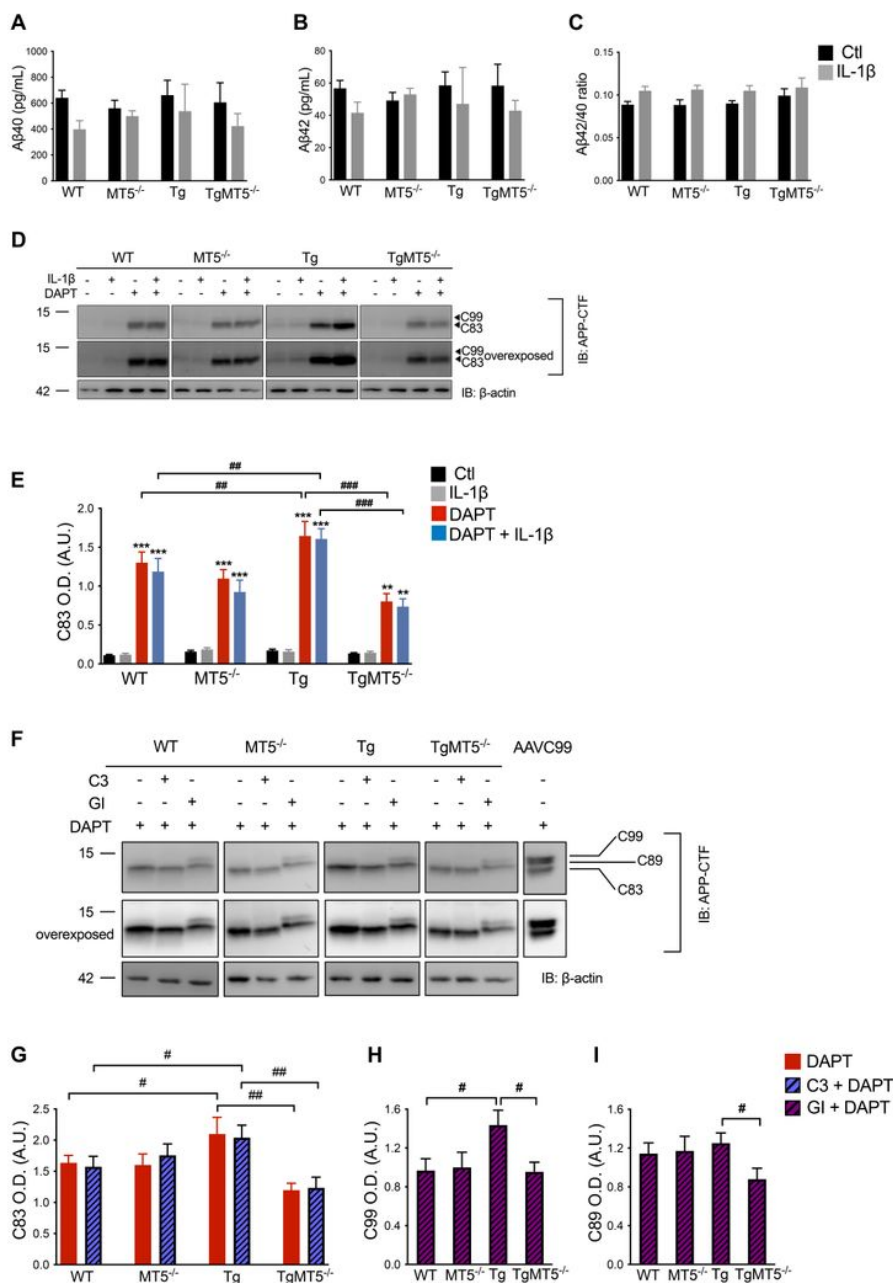 A
B
C
Ctl
IL-1β
1000
800
600
400
200
0
Aβ40 (pg/mL)
WT MT5-/- Tg TgMT5-/-
80
60
40
20
0
Aβ42 (pg/mL)
WT MT5-/- Tg TgMT5-/-
0.15
0.10
0.05
0.00
Aβ42/40 ratio
WT MT5-/- Tg TgMT5-/-
D
WT MT5-/- Tg TgMT5-/-
IL-1β - + - + - + - + - + - + - + - +
DAPT - - + + - - + + - - + + - - + +
15
C99
C83
15
C99
C83 overexposed
IB: APP-CTF
42
IB: β-actin
E
Ctl
IL-1β
DAPT
DAPT + IL-1β
## 
## ###
###
2.0
1.5
1.0
0.5
0.0
C83 O.D. (A.U.)
*** *** *** *** *** *** ** **
WT MT5-/- Tg TgMT5-/-
F
WT MT5-/- Tg TgMT5-/- AAVC99
C3 - + - - + - - + - - + - -
GI - - + - - + - - + - - + -
DAPT + + + + + + + + + + + + +
15
C99
C89
C83
15
overexposed
IB: APP-CTF
42
IB: β-actin
G
H
I
DAPT
C3 + DAPT
GI + DAPT
#
##
#
##
2.5
2.0
1.5
1.0
0.5
0.0
C83 O.D. (A.U.)
WT MT5-/- Tg TgMT5-/-
# #
1.6
1.2
0.8
0.4
0.0
C99 O.D. (A.U.)
WT MT5-/- Tg TgMT5-/-
#
1.6
1.2
0.8
0.4
0.0
C89 O.D. (A.U.)
WT MT5-/- Tg TgMT5-/-